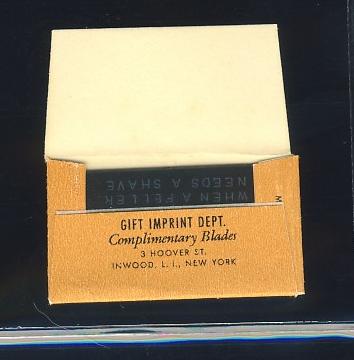 WHEN A FELLER
NEEDS A SHAVE
M
GIFT IMPRINT DEPT.
Complimentary Blades
3 HOOVER ST.
INWOOD, L. I., NEW YORK